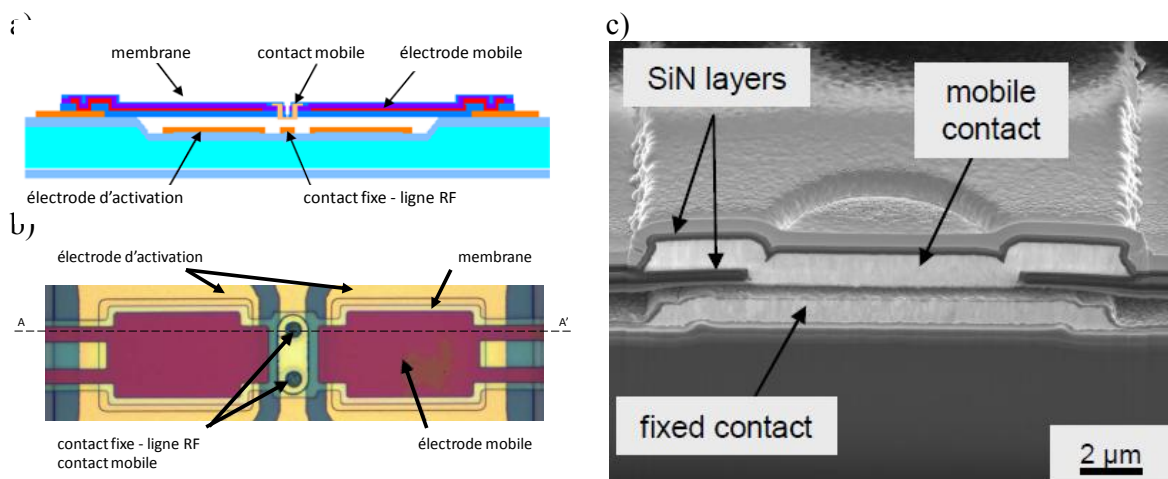 a)
membrane
contact mobile
électrode mobile
électrode d'activation
contact fixe - ligne RF
b)
électrode d'activation
membrane
A
A'
contact fixe - ligne RF
contact mobile
électrode mobile
c)
SiN layers
mobile
contact
fixed contact
2 µm